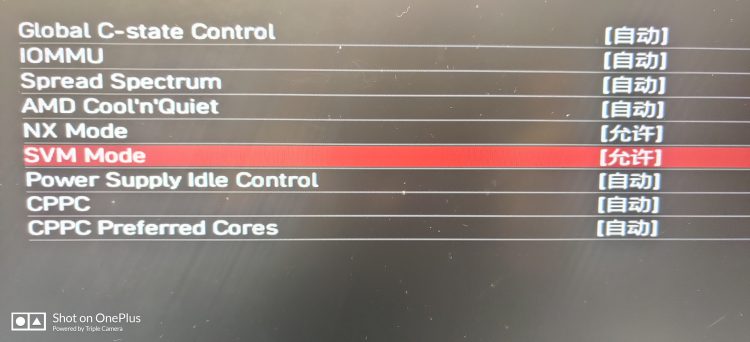 Global C-state Control [自动]
IOMMU [自动]
Spread Spectrum [自动]
AMD Cool'n'Quiet [自动]
NX Mode [允许]
SVM Mode [允许]
Power Supply Idle Control [自动]
CPPC [自动]
CPPC Preferred Cores [自动]
Shot on OnePlus
Powered by Triple Camera